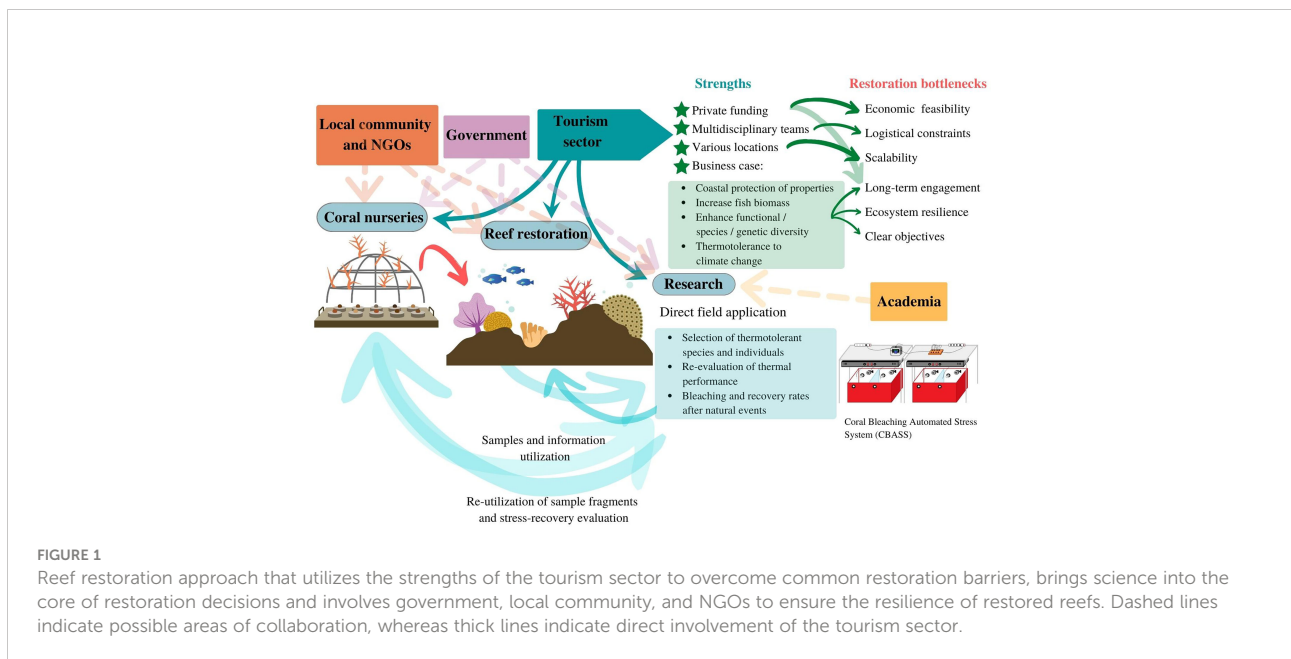 Strengths
Restoration bottlenecks
Local community
and NGOs
Government
Tourism
sector
Private funding
Multidisciplinary teams
Various locations
Business case:
Economic feasibility
Logistical constraints
Scalability
Long-term engagement
Ecosystem resilience
Clear objectives
• Coastal protection of properties
• Increase fish biomass
• Enhance functional /
species / genetic diversity
• Thermotolerance to
climate change
Coral nurseries
Reef restoration
Research
Academia
Direct field application
• Selection of thermotolerant
species and individuals
• Re-evaluation of thermal
performance
• Bleaching and recovery rates
after natural events
Coral Bleaching Automated Stress
System (CBASS)
Samples and information
utilization
Re-utilization of sample fragments
and stress-recovery evaluation
FIGURE 1
Reef restoration approach that utilizes the strengths of the tourism sector to overcome common restoration barriers, brings science into the
core of restoration decisions and involves government, local community, and NGOs to ensure the resilience of restored reefs. Dashed lines
indicate possible areas of collaboration, whereas thick lines indicate direct involvement of the tourism sector.